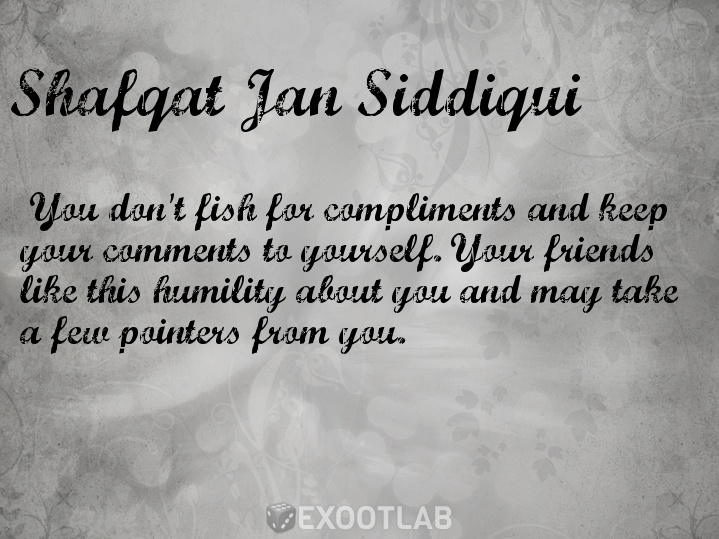 Shafqat Jan Siddiqui
You don't fish for compliments and keep
your comments to yourself. Your friends
like this humility about you and may take
a few pointers from you.
EXOOTLAB